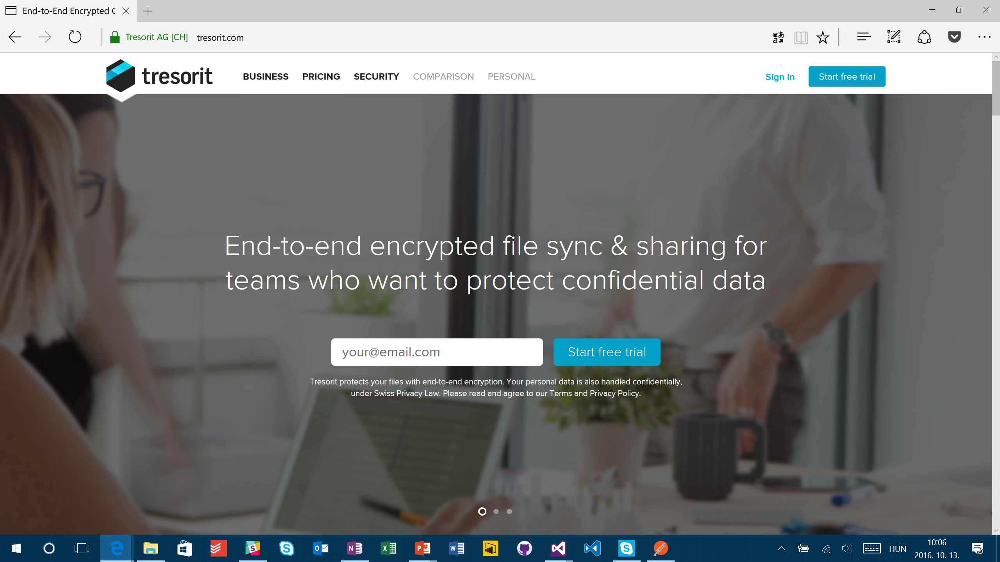 End-to-End Encrypted C
Tresorit AG [CH] tresorit.com
tresorit
BUSINESS PRICING SECURITY COMPARISON PERSONAL
Sign In Start free trial
End-to-end encrypted file sync & sharing for
teams who want to protect confidential data
your@email.com Start free trial
Tresorit protects your files with end-to-end encryption. Your personal data is also handled confidentially,
under Swiss Privacy Law. Please read and agree to our Terms and Privacy Policy.
HUN
10:06
2016. 10. 13.